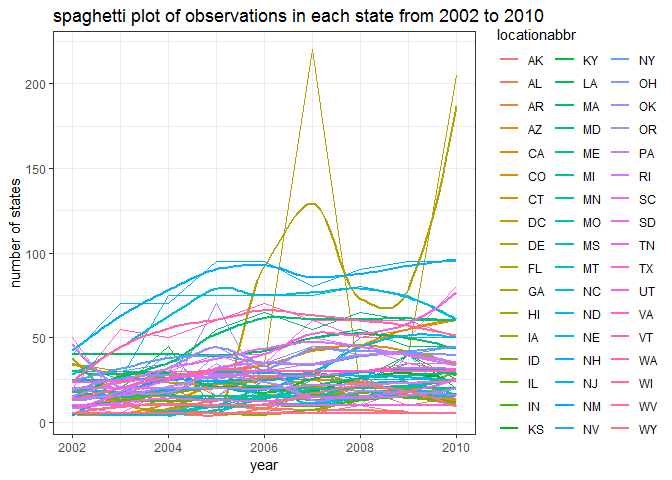 spaghetti plot of observations in each state from 2002 to 2010
number of states
200
150
100
50
0
2002 2004 2006 2008 2010
year
locationabbr
AK KY NY
AL LA OH
AR MA OK
AZ MD OR
CA ME PA
CO MI RI
CT MN SC
DC MO SD
DE MS TN
FL MT TX
GA NC UT
HI ND VA
IA NE VT
ID NH WA
IL NJ WI
IN NM WV
KS NV WY